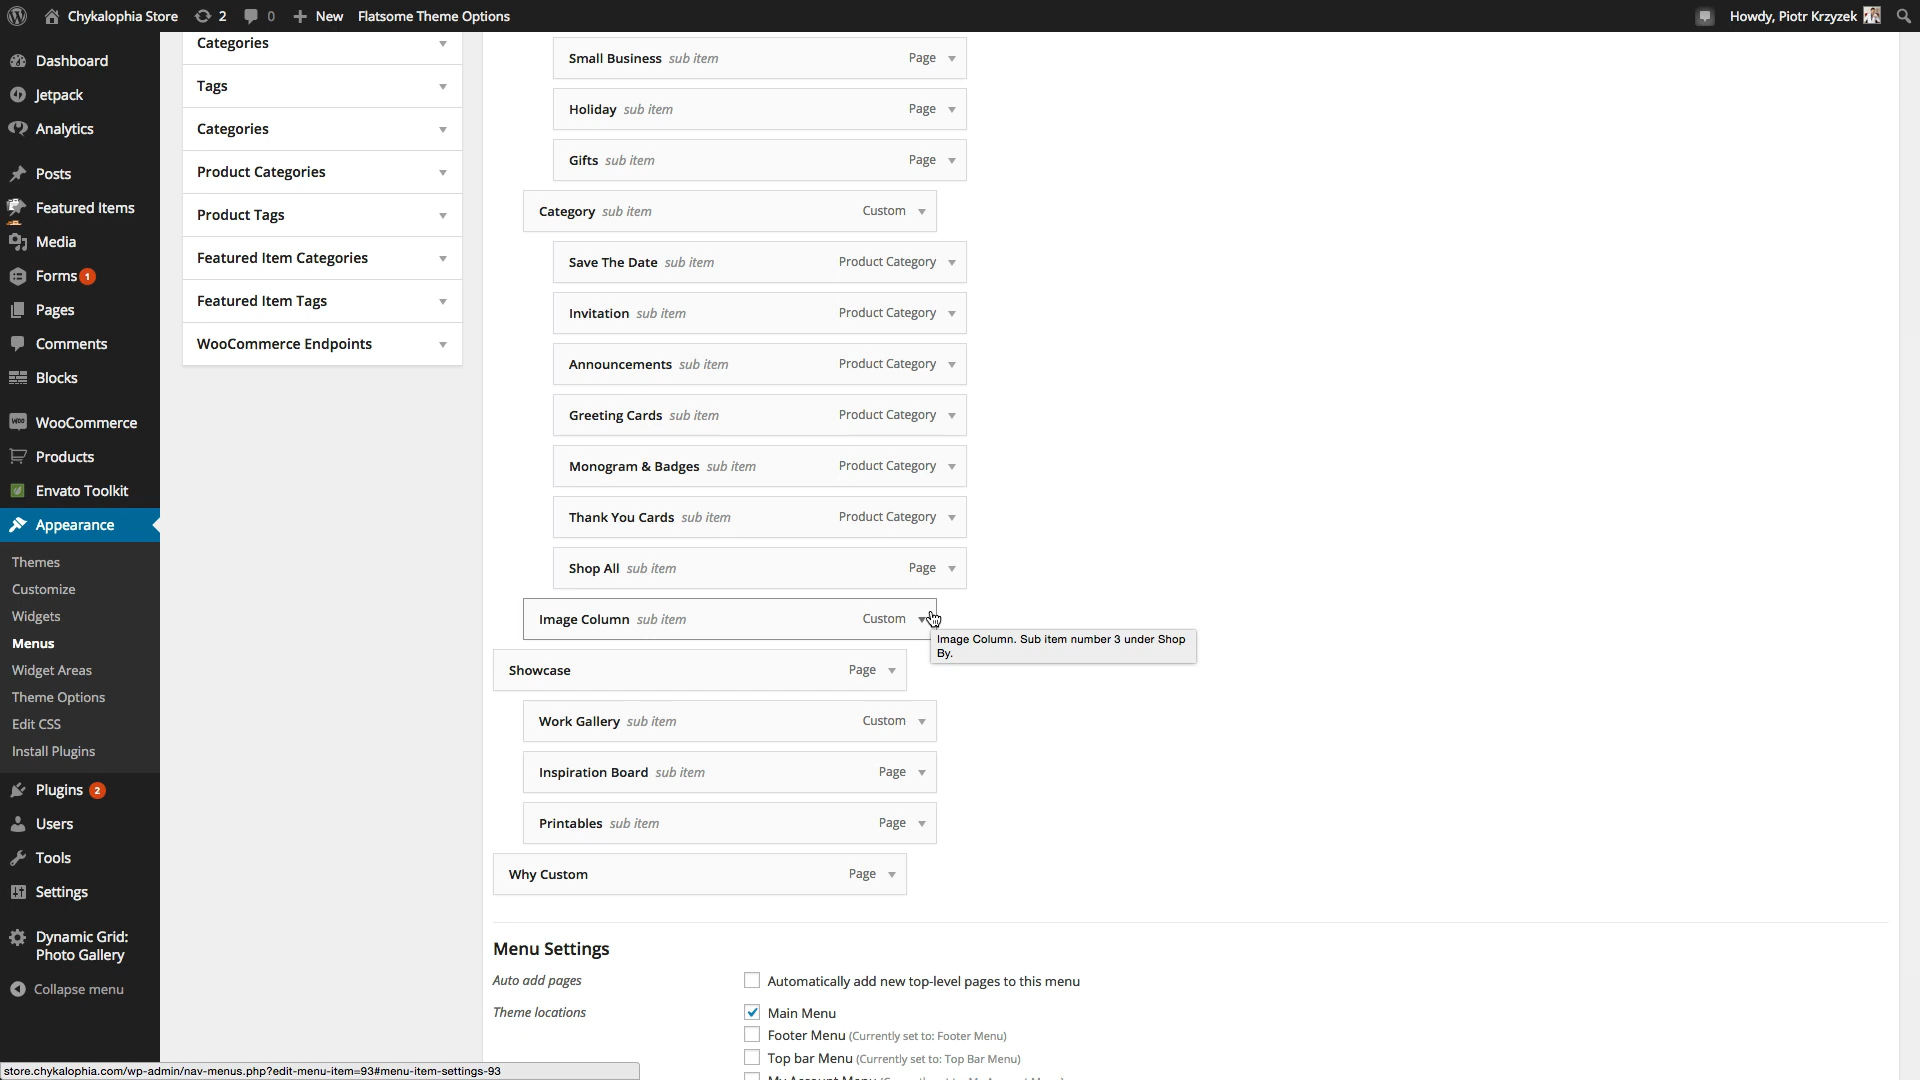 Chykalophia Store 2 0 New Flatsome Theme Options Howdy, Piotr Krzyzek
Dashboard
Jetpack
Analytics
Posts
Featured Items
Media
Forms 1
Pages
Comments
Blocks
WooCommerce
Products
Envato Toolkit
Appearance
Themes
Customize
Widgets
Menus
Widget Areas
Theme Options
Edit CSS
Install Plugins
Plugins 2
Users
Tools
Settings
Dynamic Grid:
Photo Gallery
Collapse menu
Categories
Tags
Categories
Product Categories
Product Tags
Featured Item Categories
Featured Item Tags
WooCommerce Endpoints
Small Business sub item Page
Holiday sub item Page
Gifts sub item Page
Category sub item Custom
Save The Date sub item Product Category
Invitation sub item Product Category
Announcements sub item Product Category
Greeting Cards sub item Product Category
Monogram & Badges sub item Product Category
Thank You Cards sub item Product Category
Shop All sub item Page
Image Column sub item Custom
Image Column. Sub item number 3 under Shop
By.
Showcase Page
Work Gallery sub item Custom
Inspiration Board sub item Page
Printables sub item Page
Why Custom Page
Menu Settings
Auto add pages Automatically add new top-level pages to this menu
Theme locations Main Menu
Footer Menu (Currently set to: Footer Menu)
Top bar Menu (Currently set to: Top Bar Menu)
store.chykalophia.com/wp-admin/nav-menus.php?edit-menu-item=93#menu-item-settings-93